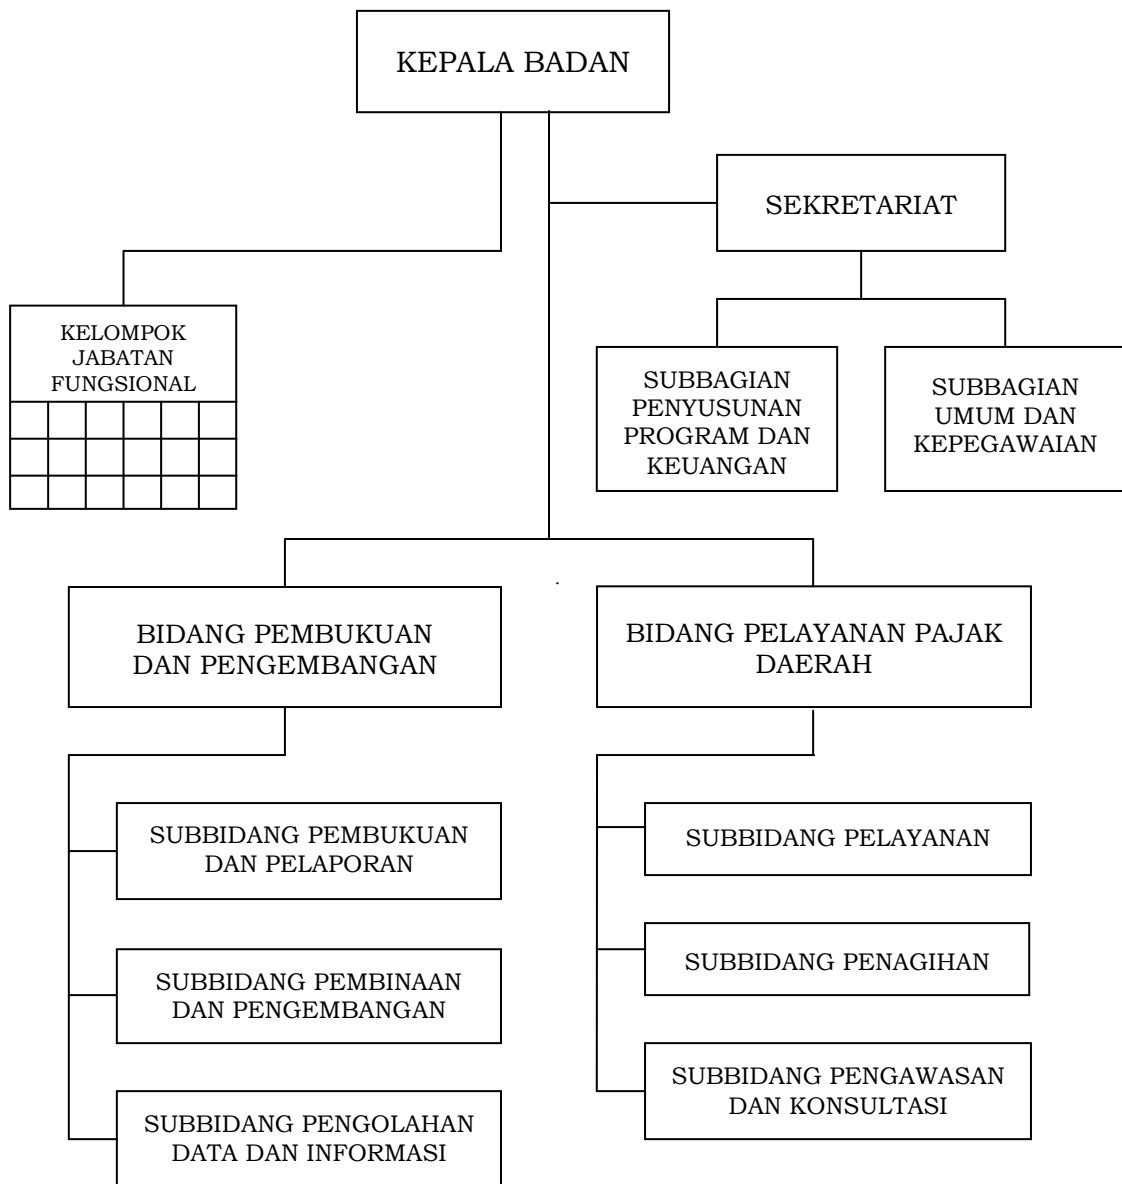 KEPALA BADAN
SEKRETARIAT
KELOMPOK
JABATAN
FUNGSIONAL
SUBBAGIAN
PENYUSUNAN
PROGRAM DAN
KEUANGAN
SUBBAGIAN
UMUM DAN
KEPEGAWAIAN
BIDANG PEMBUKUAN
DAN PENGEMBANGAN
BIDANG PELAYANAN PAJAK
DAERAH
SUBBIDANG PEMBUKUAN
DAN PELAPORAN
SUBBIDANG PEMBINAAN
DAN PENGEMBANGAN
SUBBIDANG PENGOLAHAN
DATA DAN INFORMASI
SUBBIDANG PELAYANAN
SUBBIDANG PENAGIHAN
SUBBIDANG PENGAWASAN
DAN KONSULTASI